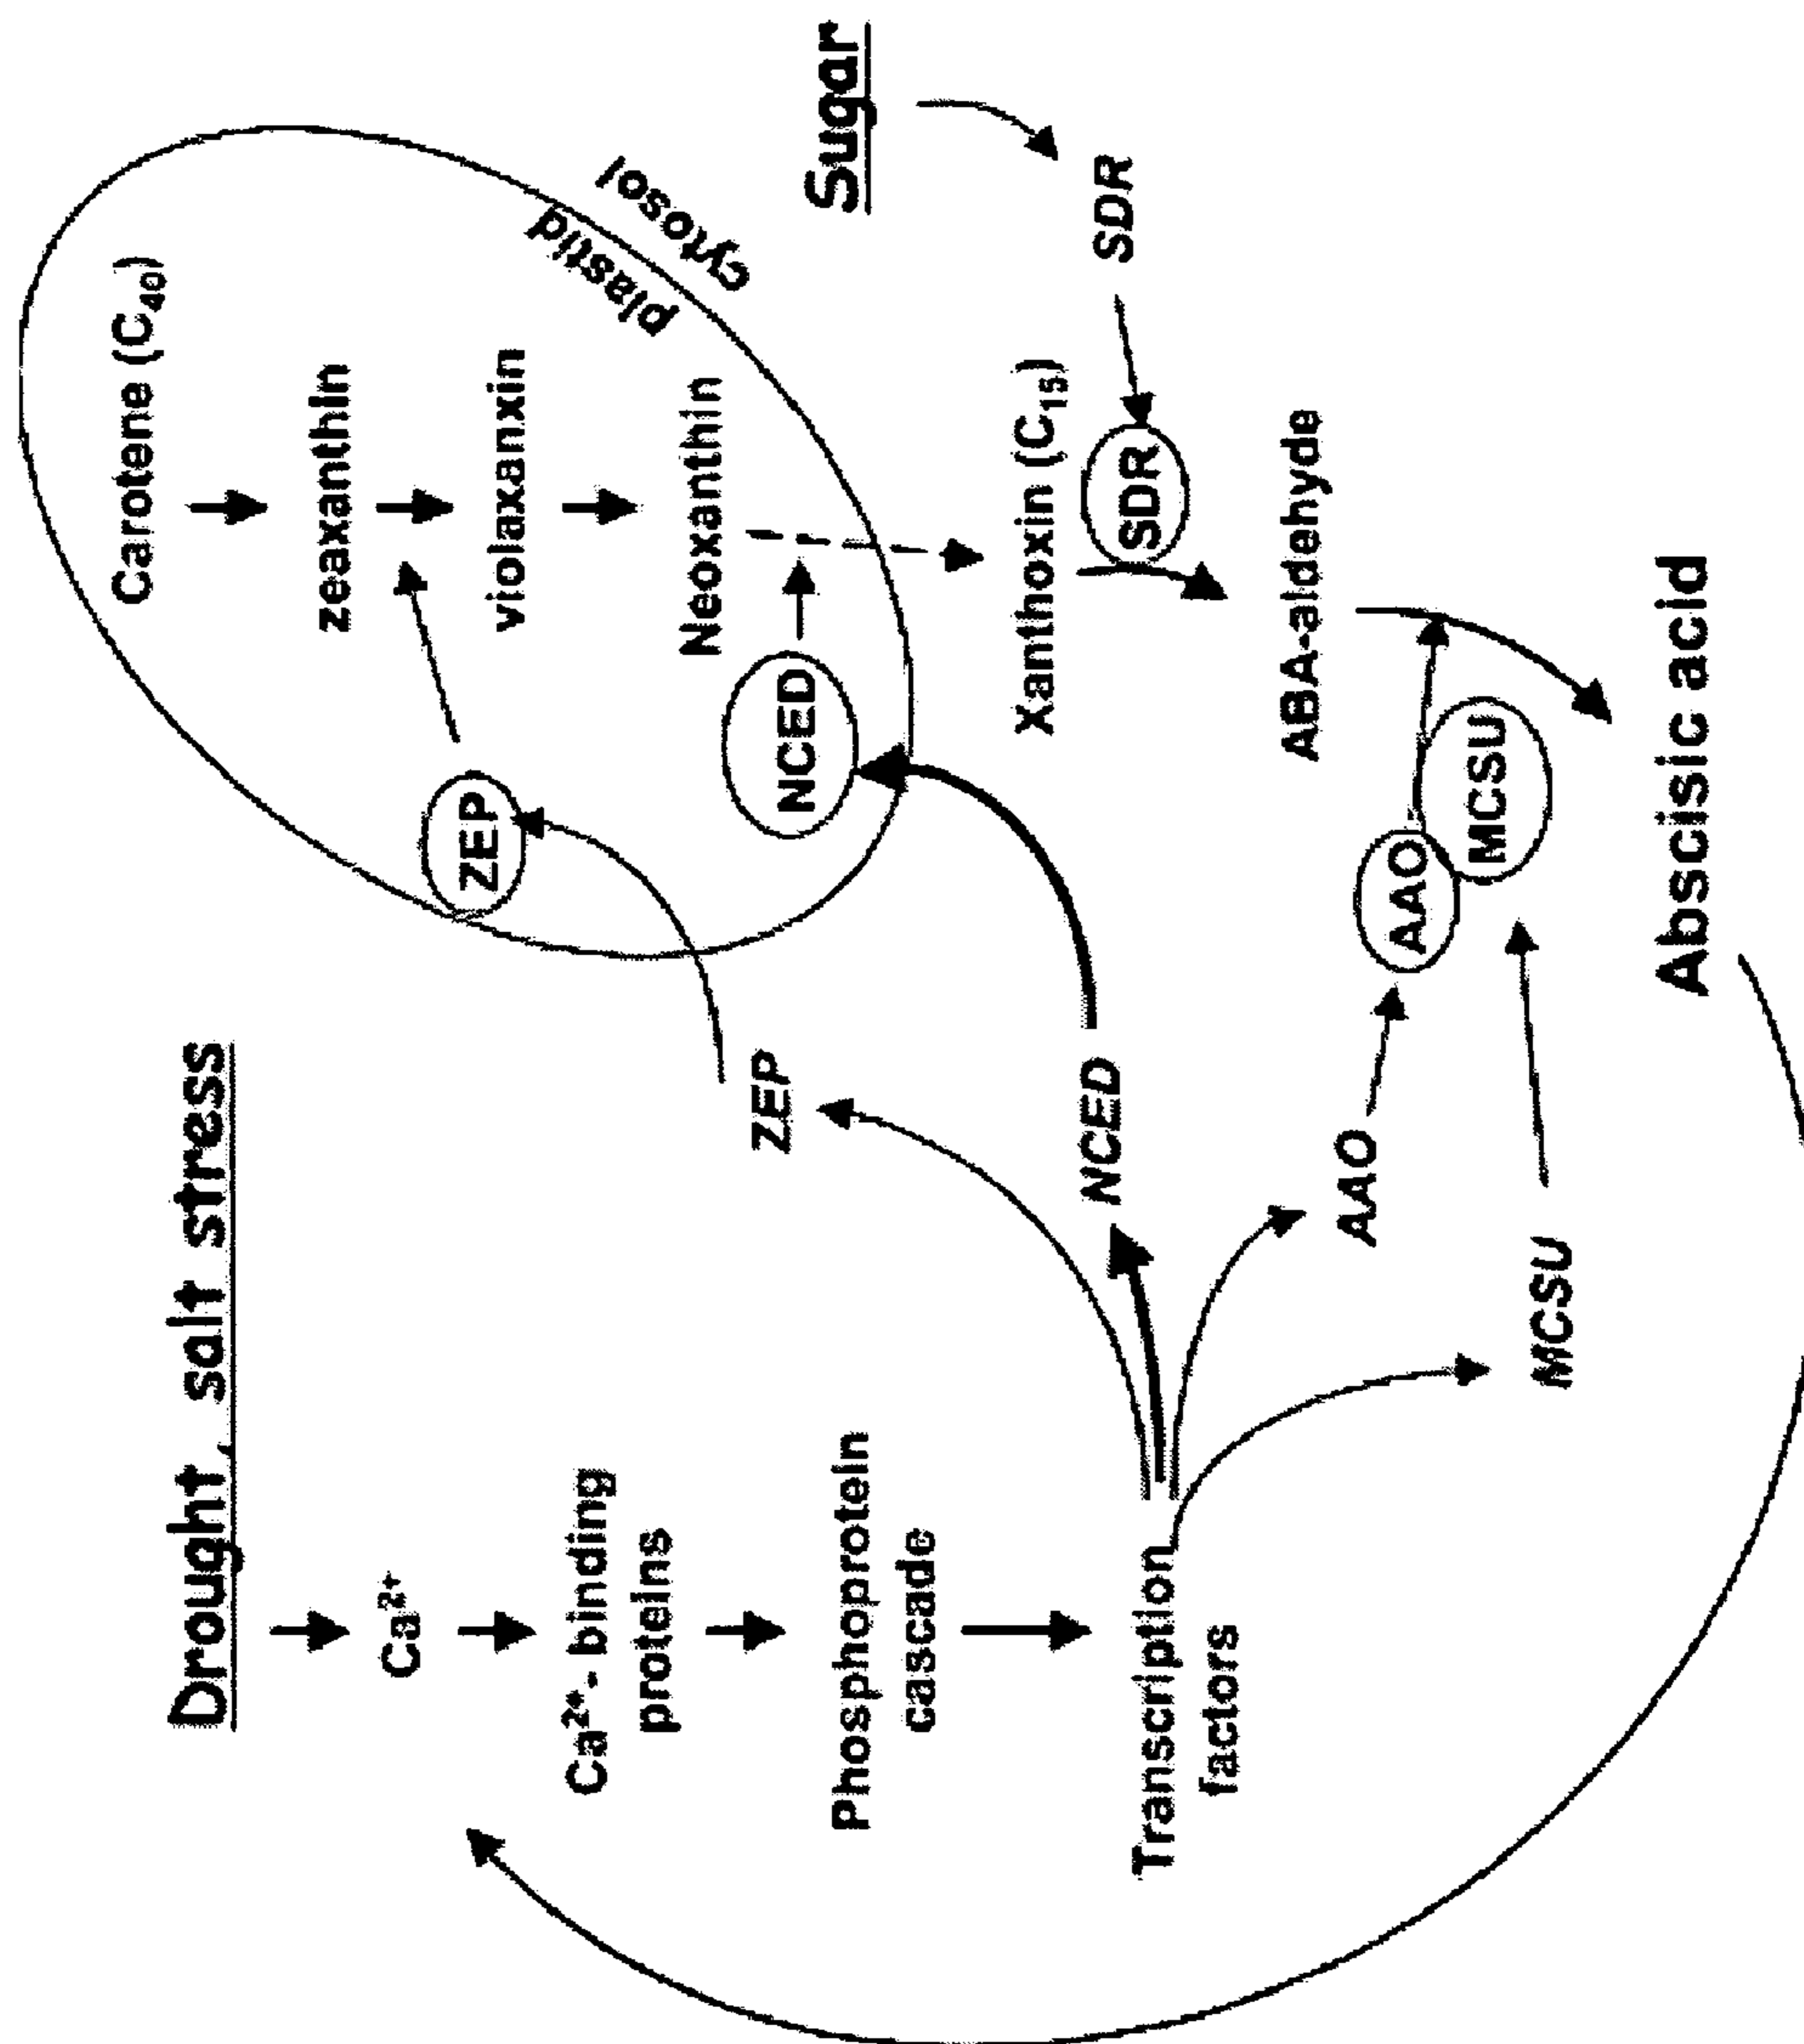 Drought, salt stress
Ca²⁺
Ca²⁺- binding
proteins
Phosphoprotein
cascade
Transcription
factors
ZEP
NCED
AAO
MCSU
Carotene (C₄₀)
zeaxanthin
violaxanxin
Neoxanthin
ZEP
NCED
plastid
cytosol
Sugar
SDR
Xanthoxin (C₁₅)
SDR
ABA-aldehyde
AAO
MCSU
Abscisic acid